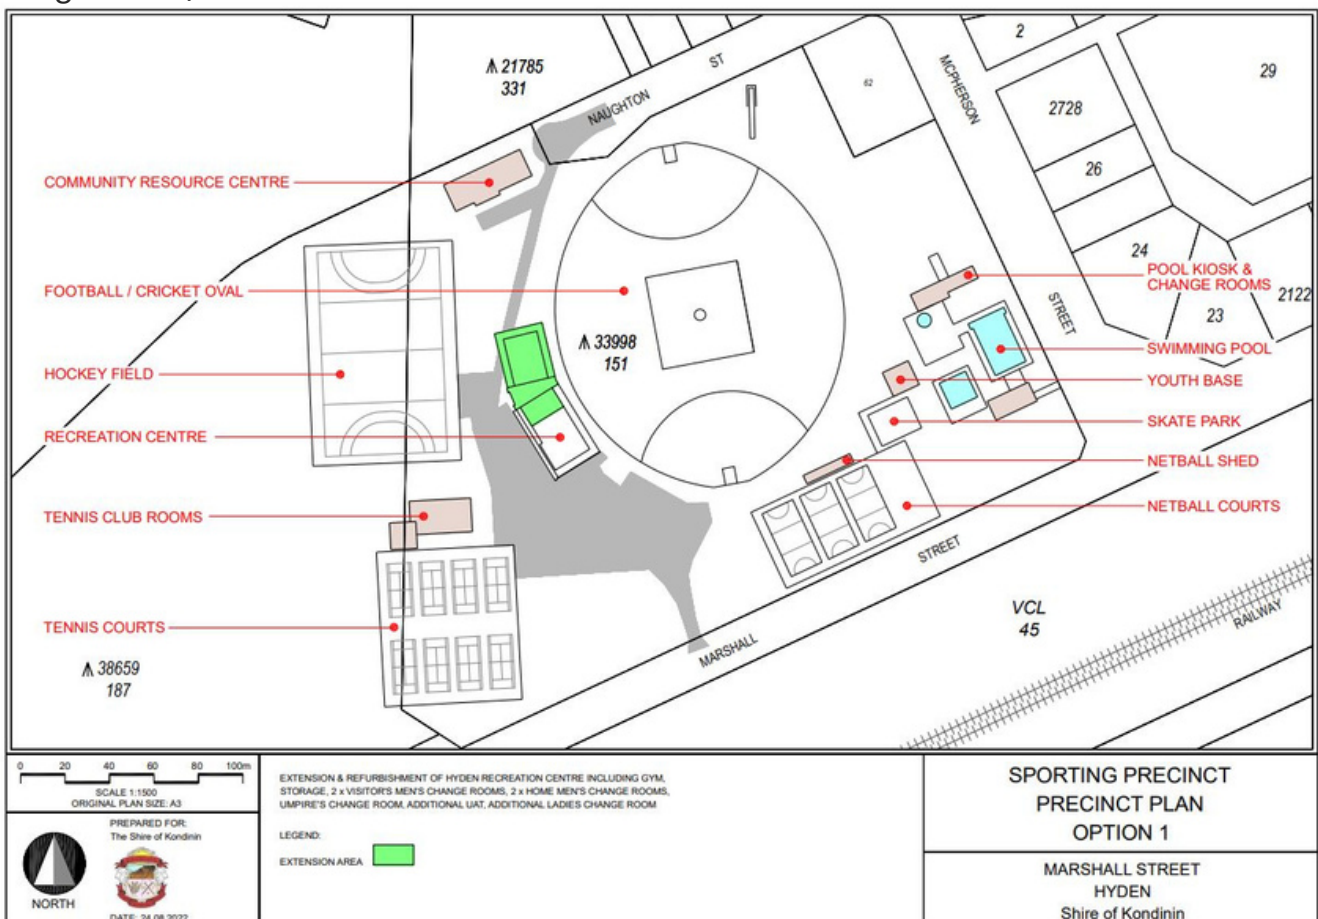 21785
331
NAUGHTON
ST
62
MCPHERSON
STREET
2
29
2728
26
24
23
2122
COMMUNITY RESOURCE CENTRE
FOOTBALL / CRICKET OVAL
HOCKEY FIELD
RECREATION CENTRE
TENNIS CLUB ROOMS
TENNIS COURTS
33998
151
38659
187
POOL KIOSK &
CHANGE ROOMS
SWIMMING POOL
YOUTH BASE
SKATE PARK
NETBALL SHED
NETBALL COURTS
MARSHALL
STREET
VCL
45
RAILWAY
0 20 40 60 80 100m
SCALE 1:1500
ORIGINAL PLAN SIZE: A3
PREPARED FOR:
The Shire of Kondinin
NORTH
DATE: 24.08.2022
EXTENSION & REFURBISHMENT OF HYDEN RECREATION CENTRE INCLUDING GYM,
STORAGE, 2 x VISITOR'S MEN'S CHANGE ROOMS, 2 x HOME MEN'S CHANGE ROOMS,
UMPIRE'S CHANGE ROOM, ADDITIONAL UAT, ADDITIONAL LADIES CHANGE ROOM
LEGEND:
EXTENSION AREA
SPORTING PRECINCT
PRECINCT PLAN
OPTION 1
MARSHALL STREET
HYDEN
Shire of Kondinin